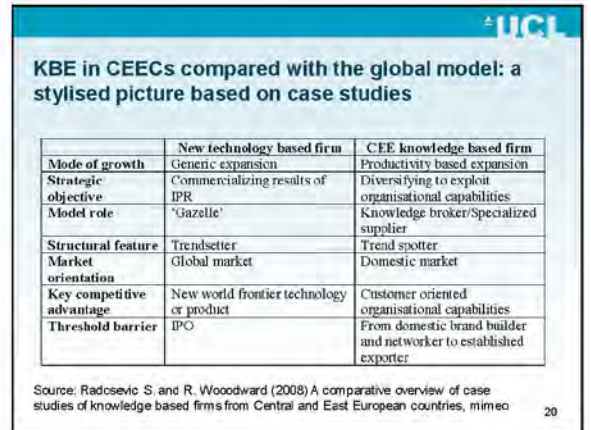 UCL
KBE in CEECs compared with the global model: a
stylised picture based on case studies
New technology based firm CEE knowledge based firm
Mode of growth Generic expansion Productivity based expansion
Strategic Commercializing results of Diversifying to exploit
objective IPR organisational capabilities
Model role 'Gazelle' Knowledge broker/Specialized
supplier
Structural feature Trendsetter Trend spotter
Market Global market Domestic market
orientation
Key competitive New world frontier technology Customer oriented
advantage or product organisational capabilities
Threshold barrier IPO From domestic brand builder
and networker to established
exporter
Source: Radosevic S. and R. Wooodward (2008) A comparative overview of case
studies of knowledge based firms from Central and East European countries, mimeo
20